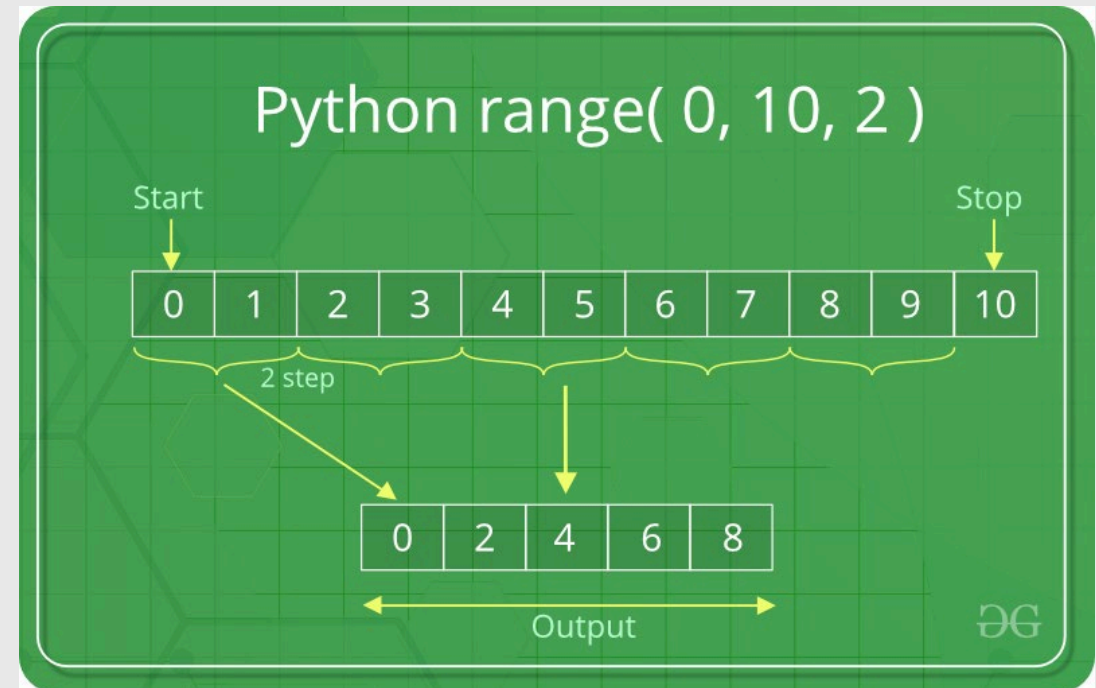 Python range( 0, 10, 2 )
Start Stop
0 1 2 3 4 5 6 7 8 9 10
2 step
0 2 4 6 8
Output
GG